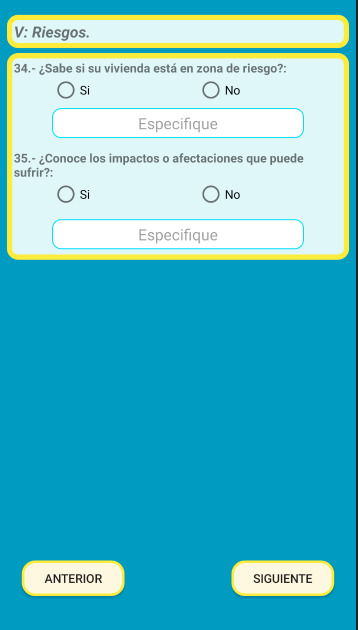 V: Riesgos.
34.- ¿Sabe si su vivienda está en zona de riesgo?:
Si No
Especifique
35.- ¿Conoce los impactos o afectaciones que puede
sufrir?:
Si No
Especifique
ANTERIOR SIGUIENTE